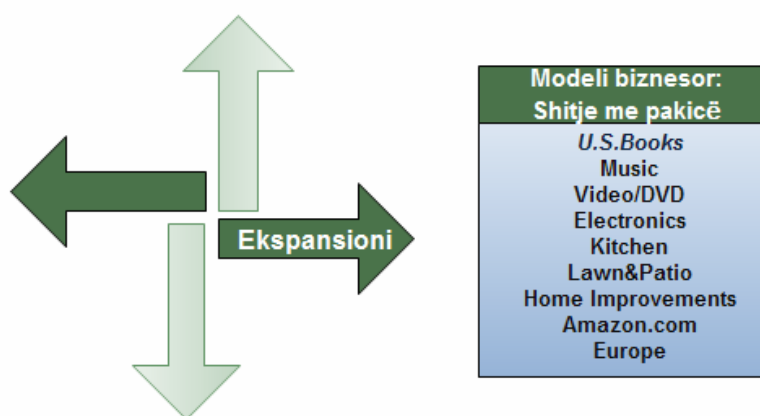 Ekspansioni
Modeli biznesor:
Shitje me pakicë
U.S.Books
Music
Video/DVD
Electronics
Kitchen
Lawn&Patio
Home Improvements
Amazon.com
Europe